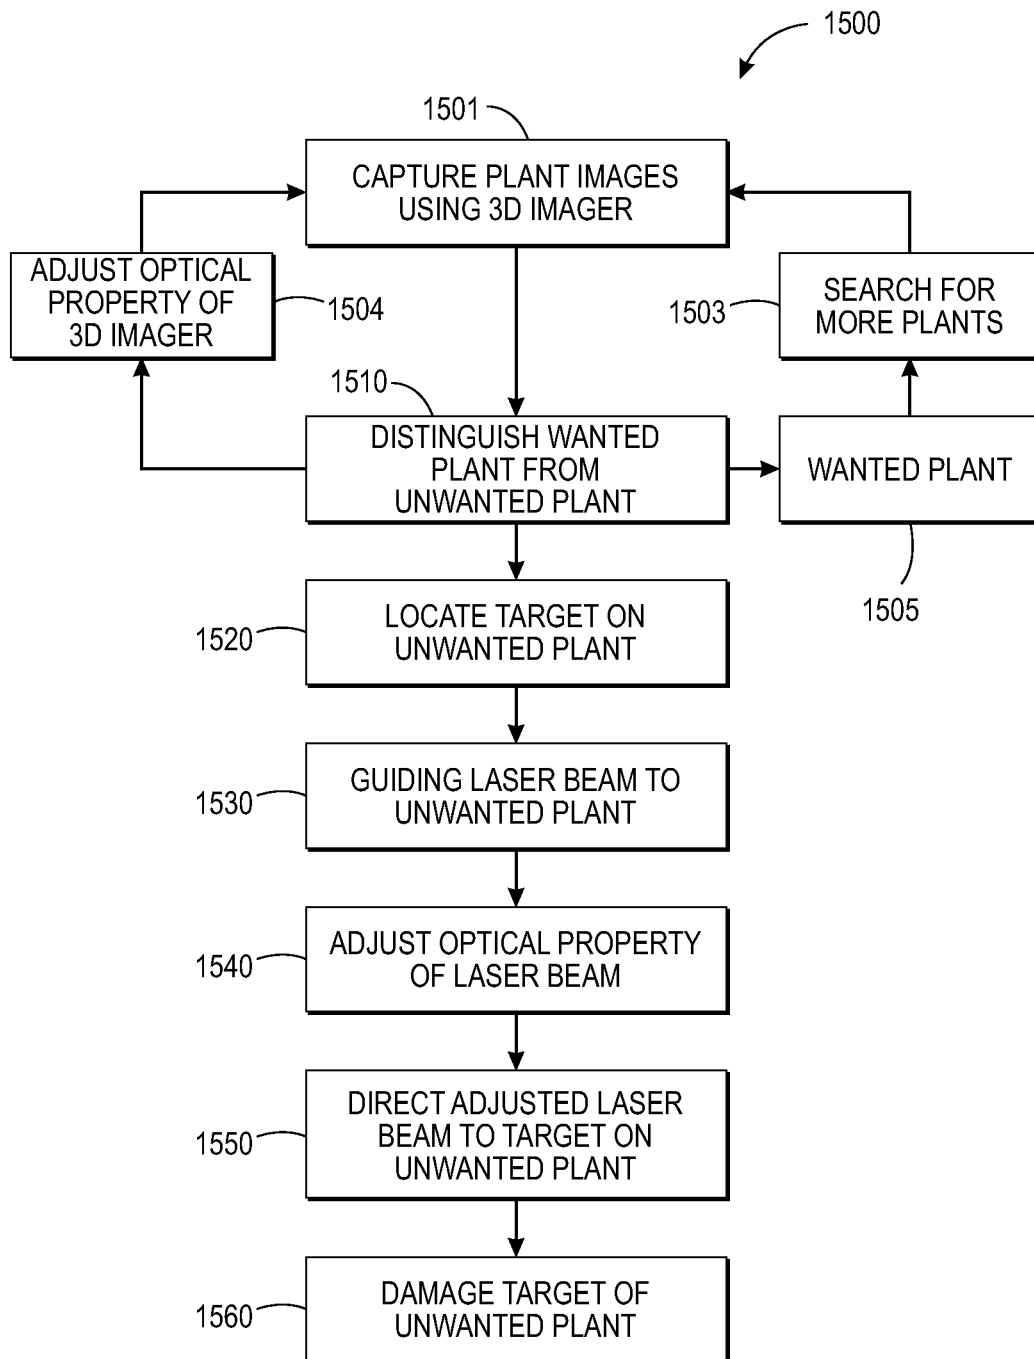 1500
1501
CAPTURE PLANT IMAGES
USING 3D IMAGER
ADJUST OPTICAL
PROPERTY OF
3D IMAGER
1504
1503
SEARCH FOR
MORE PLANTS
1510
DISTINGUISH WANTED
PLANT FROM
UNWANTED PLANT
WANTED PLANT
1505
1520
LOCATE TARGET ON
UNWANTED PLANT
1530
GUIDING LASER BEAM TO
UNWANTED PLANT
1540
ADJUST OPTICAL PROPERTY
OF LASER BEAM
1550
DIRECT ADJUSTED LASER
BEAM TO TARGET ON
UNWANTED PLANT
1560
DAMAGE TARGET OF
UNWANTED PLANT